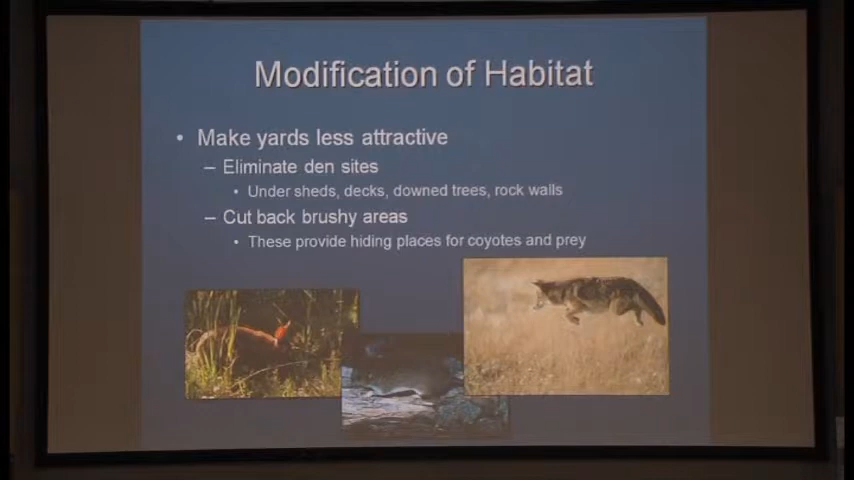 Modification of Habitat
• Make yards less attractive
– Eliminate den sites
• Under sheds, decks, downed trees, rock walls
– Cut back brushy areas
• These provide hiding places for coyotes and prey